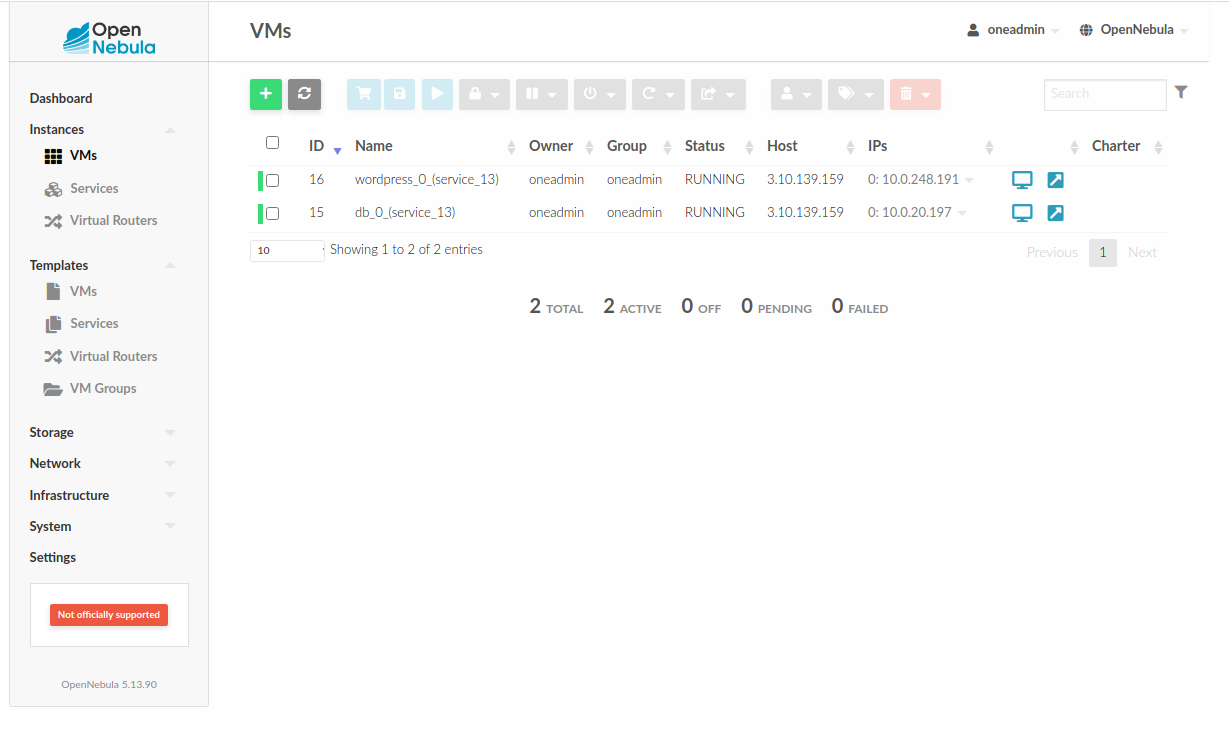 Open
Nebula
VMs
oneadmin
OpenNebula
Dashboard
Instances
VMs
Services
Virtual Routers
Templates
VMs
Services
Virtual Routers
VM Groups
Storage
Network
Infrastructure
System
Settings
Not officially supported
OpenNebula 5.13.90
Search
ID Name Owner Group Status Host IPs Charter
16 wordpress_0_(service_13) oneadmin oneadmin RUNNING 3.10.139.159 0: 10.0.248.191
15 db_0_(service_13) oneadmin oneadmin RUNNING 3.10.139.159 0: 10.0.20.197
10 Showing 1 to 2 of 2 entries Previous 1 Next
2 TOTAL 2 ACTIVE 0 OFF 0 PENDING 0 FAILED